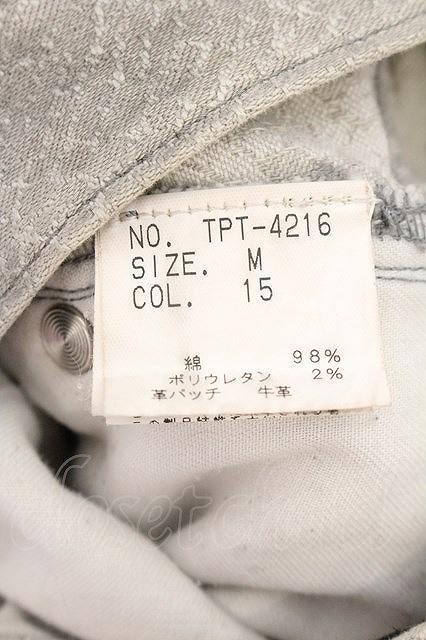 NO. TPT-4216
SIZE. M
COL. 15
綿 98%
ポリウレタン 2%
革パッチ 牛革
closetchild